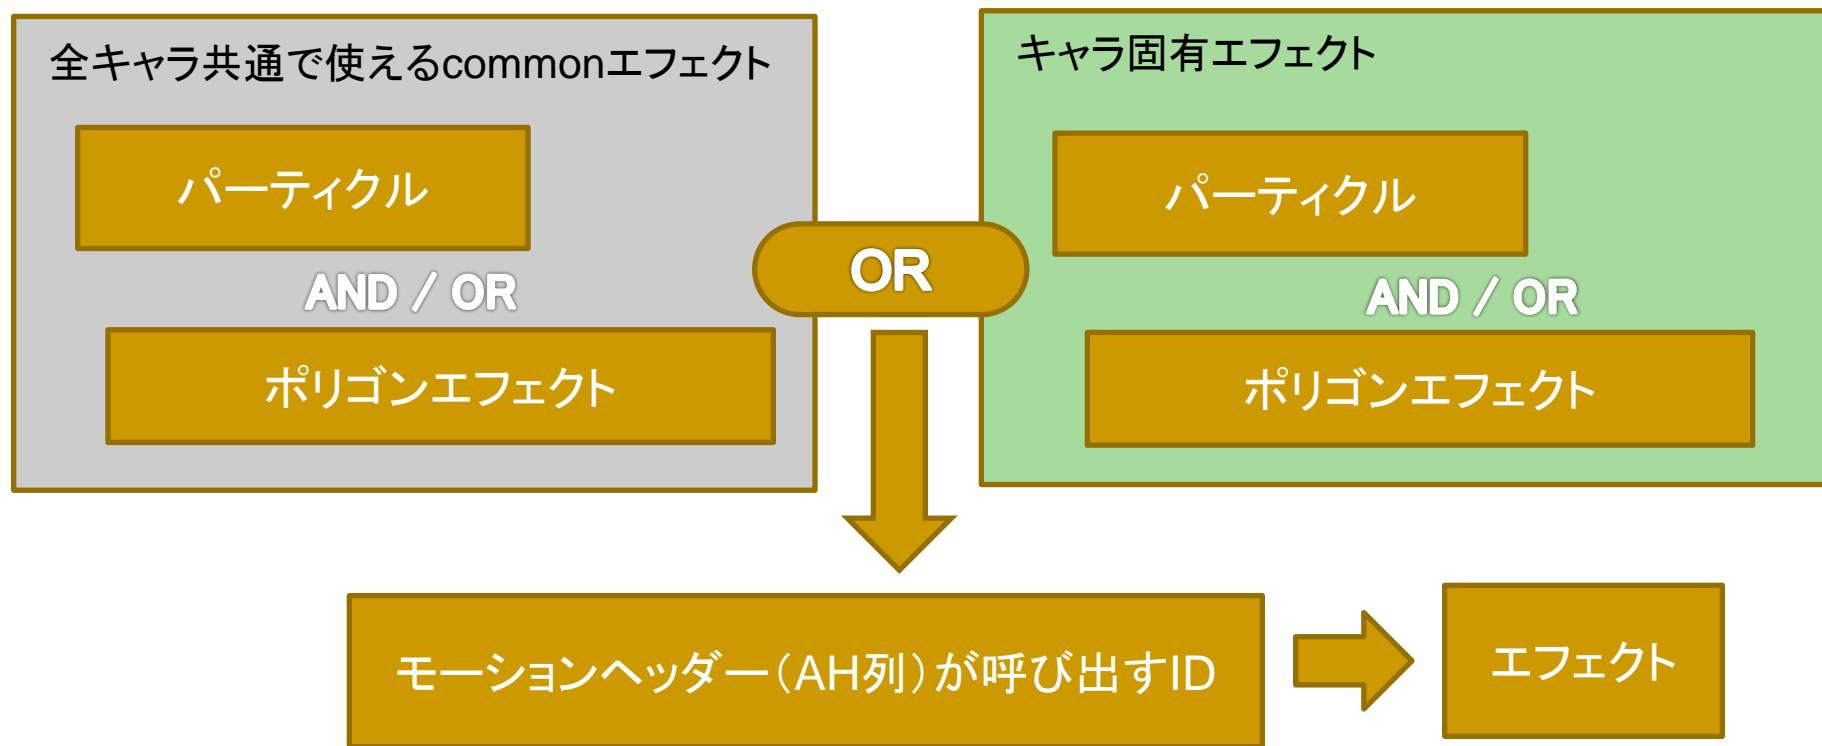 全キャラ共通で使えるcommonエフェクト
パーティクル
AND / OR
ポリゴンエフェクト
OR
キャラ固有エフェクト
パーティクル
AND / OR
ポリゴンエフェクト
モーションヘッダー（AH列）が呼び出すID
エフェクト